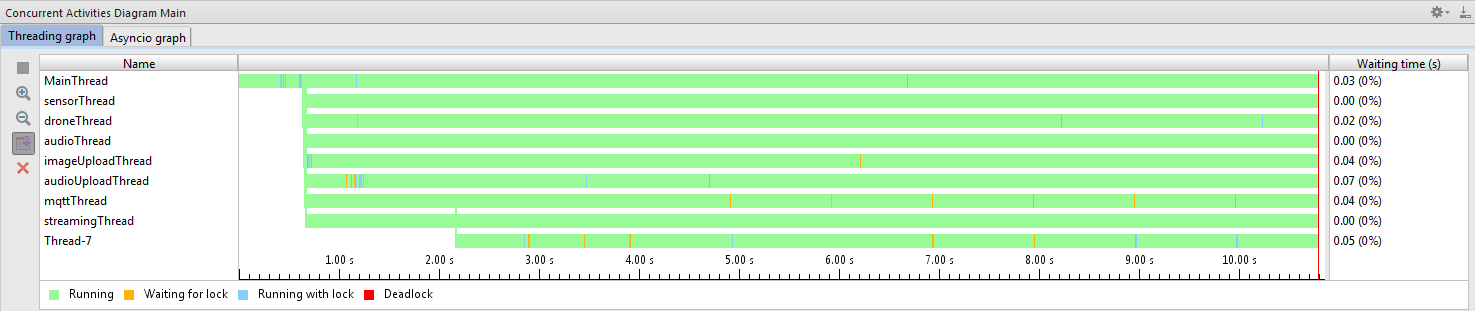 Concurrent Activities Diagram Main
Threading graph Asyncio graph
Name Waiting time (s)
MainThread 0.03 (0%)
sensorThread 0.00 (0%)
droneThread 0.02 (0%)
audioThread 0.00 (0%)
imageUploadThread 0.04 (0%)
audioUploadThread 0.07 (0%)
mqttThread 0.04 (0%)
streamingThread 0.00 (0%)
Thread-7 0.05 (0%)
1.00 s 2.00 s 3.00 s 4.00 s 5.00 s 6.00 s 7.00 s 8.00 s 9.00 s 10.00 s
Running Waiting for lock Running with lock Deadlock